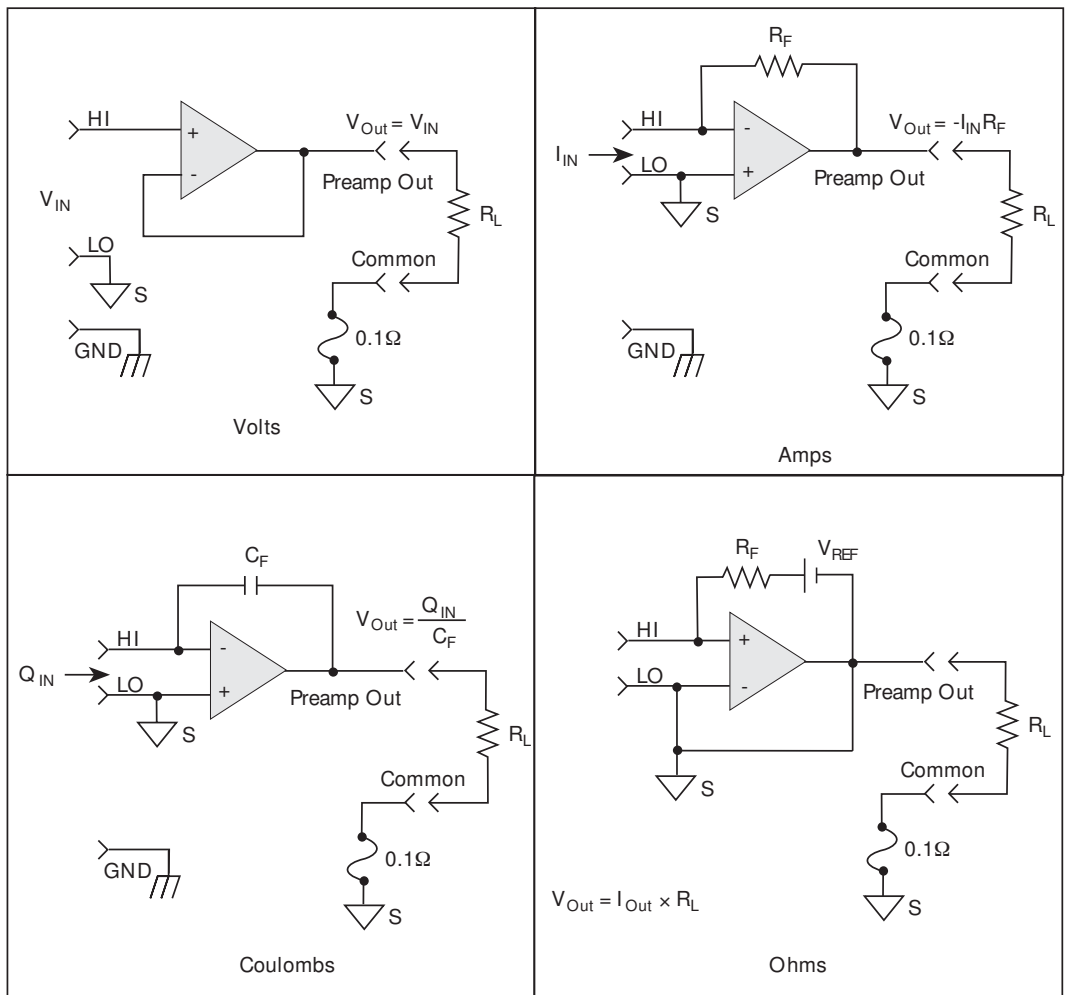 HI
+
-
V_Out = V_IN
Preamp Out
V_IN
R_L
LO
S
Common
GND
0.1Ω
S
Volts
R_F
HI
-
V_Out = -I_IN R_F
I_IN
LO
+
Preamp Out
S
R_L
Common
GND
0.1Ω
S
Amps
C_F
HI
-
V_Out = Q_IN / C_F
Q_IN
LO
+
Preamp Out
S
R_L
Common
GND
0.1Ω
S
Coulombs
R_F
V_REF
HI
+
LO
-
Preamp Out
R_L
S
Common
0.1Ω
V_Out = I_Out × R_L
S
Ohms